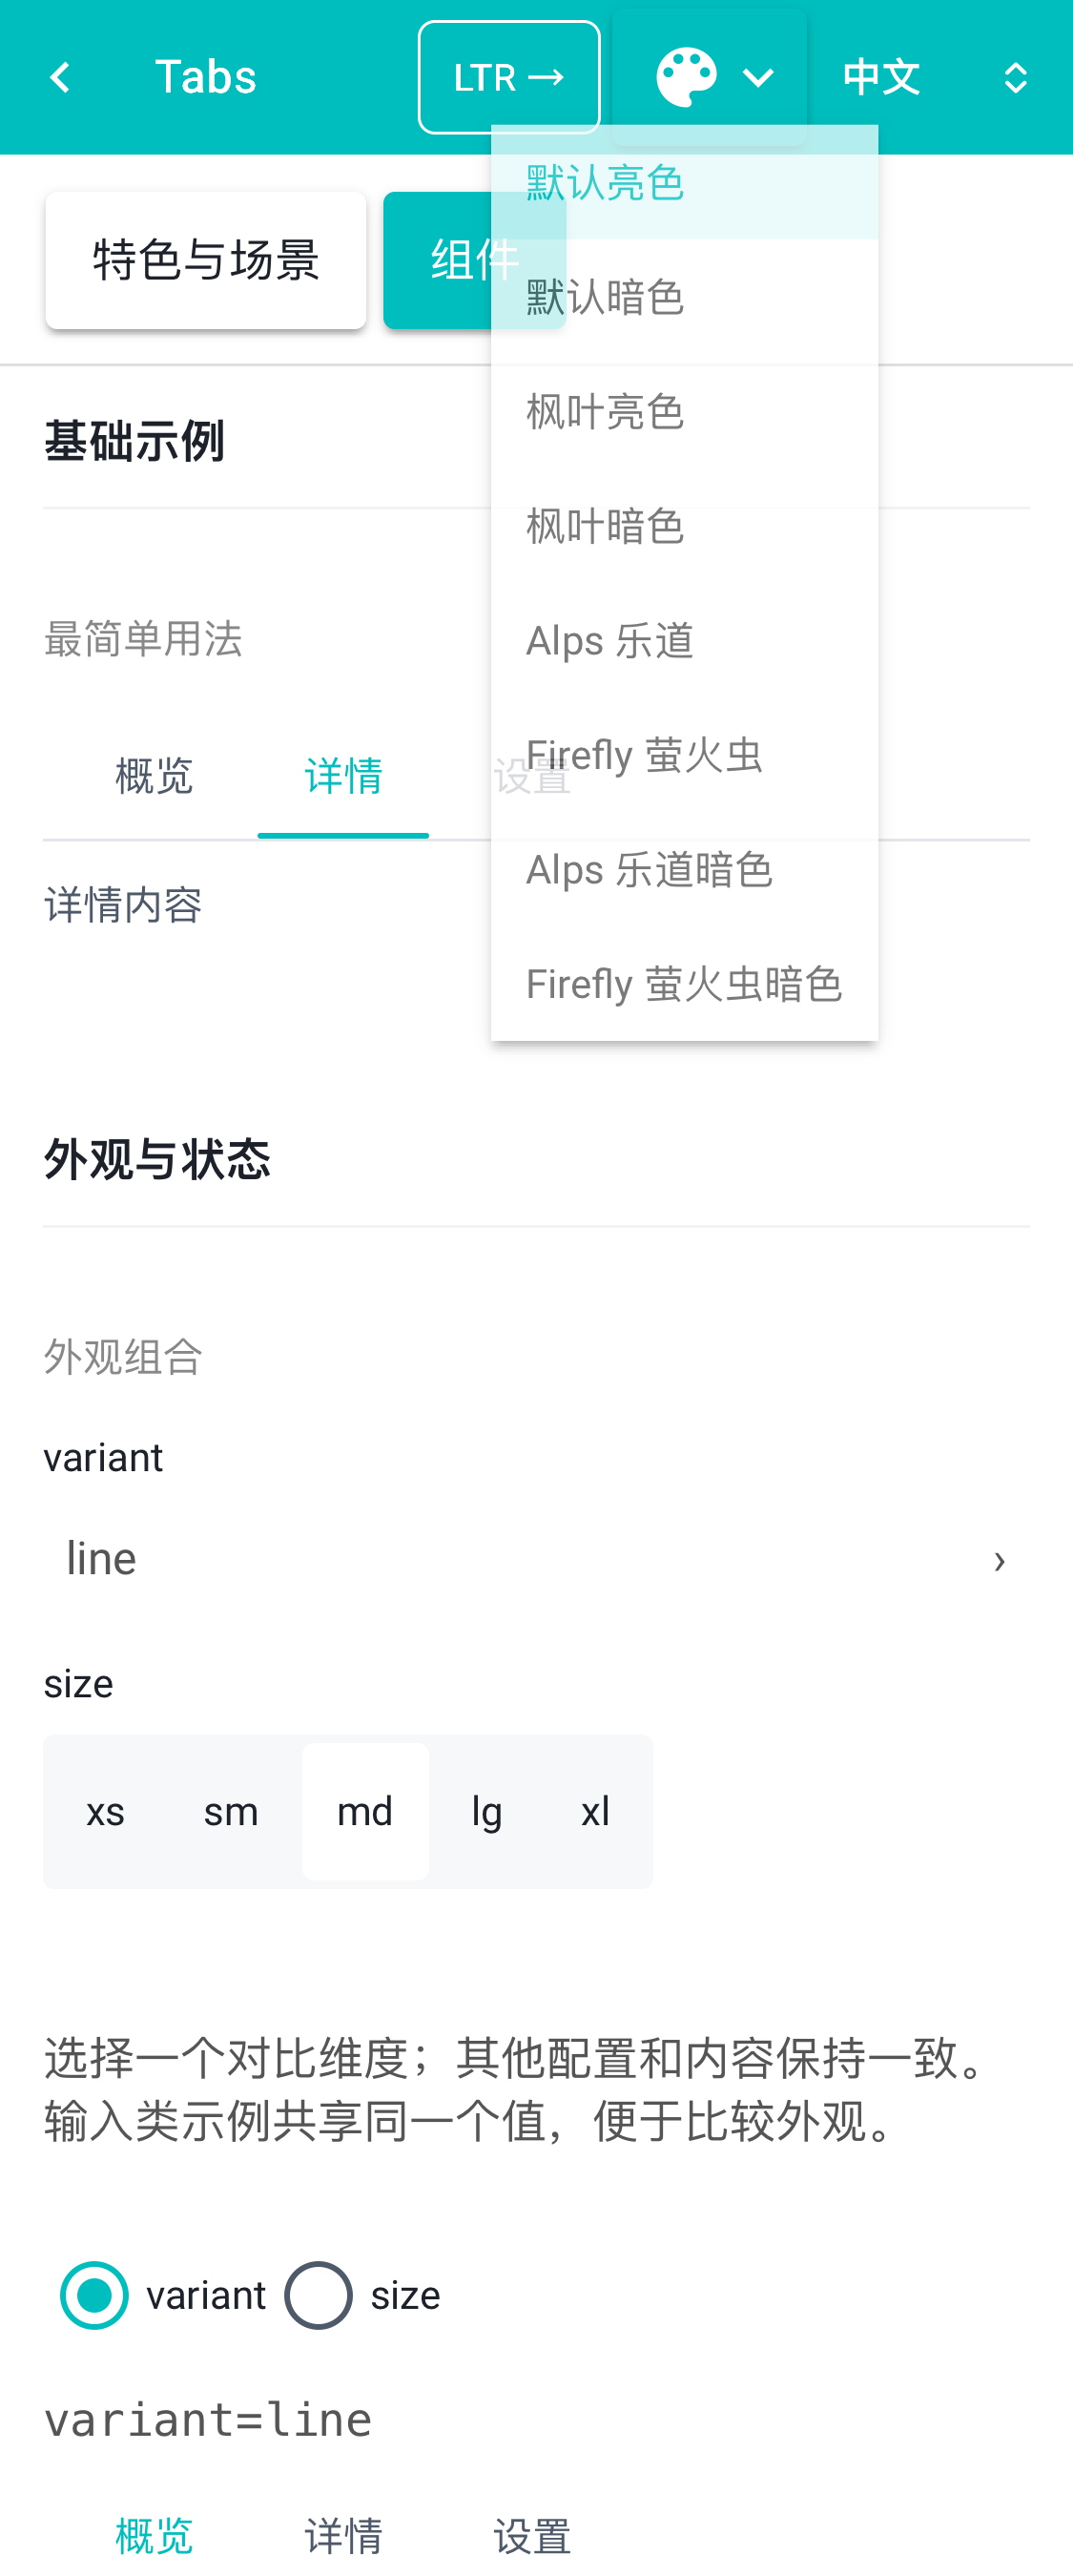 Tabs
LTR →
中文
特色与场景
组件
默认亮色
默认暗色
枫叶亮色
枫叶暗色
Alps 乐道
Firefly 萤火虫
Alps 乐道暗色
Firefly 萤火虫暗色
基础示例
最简单用法
概览 详情 设置
详情内容
外观与状态
外观组合
variant
line
size
xs sm md lg xl
选择一个对比维度；其他配置和内容保持一致。
输入类示例共享同一个值，便于比较外观。
variant size
variant=line
概览 详情 设置